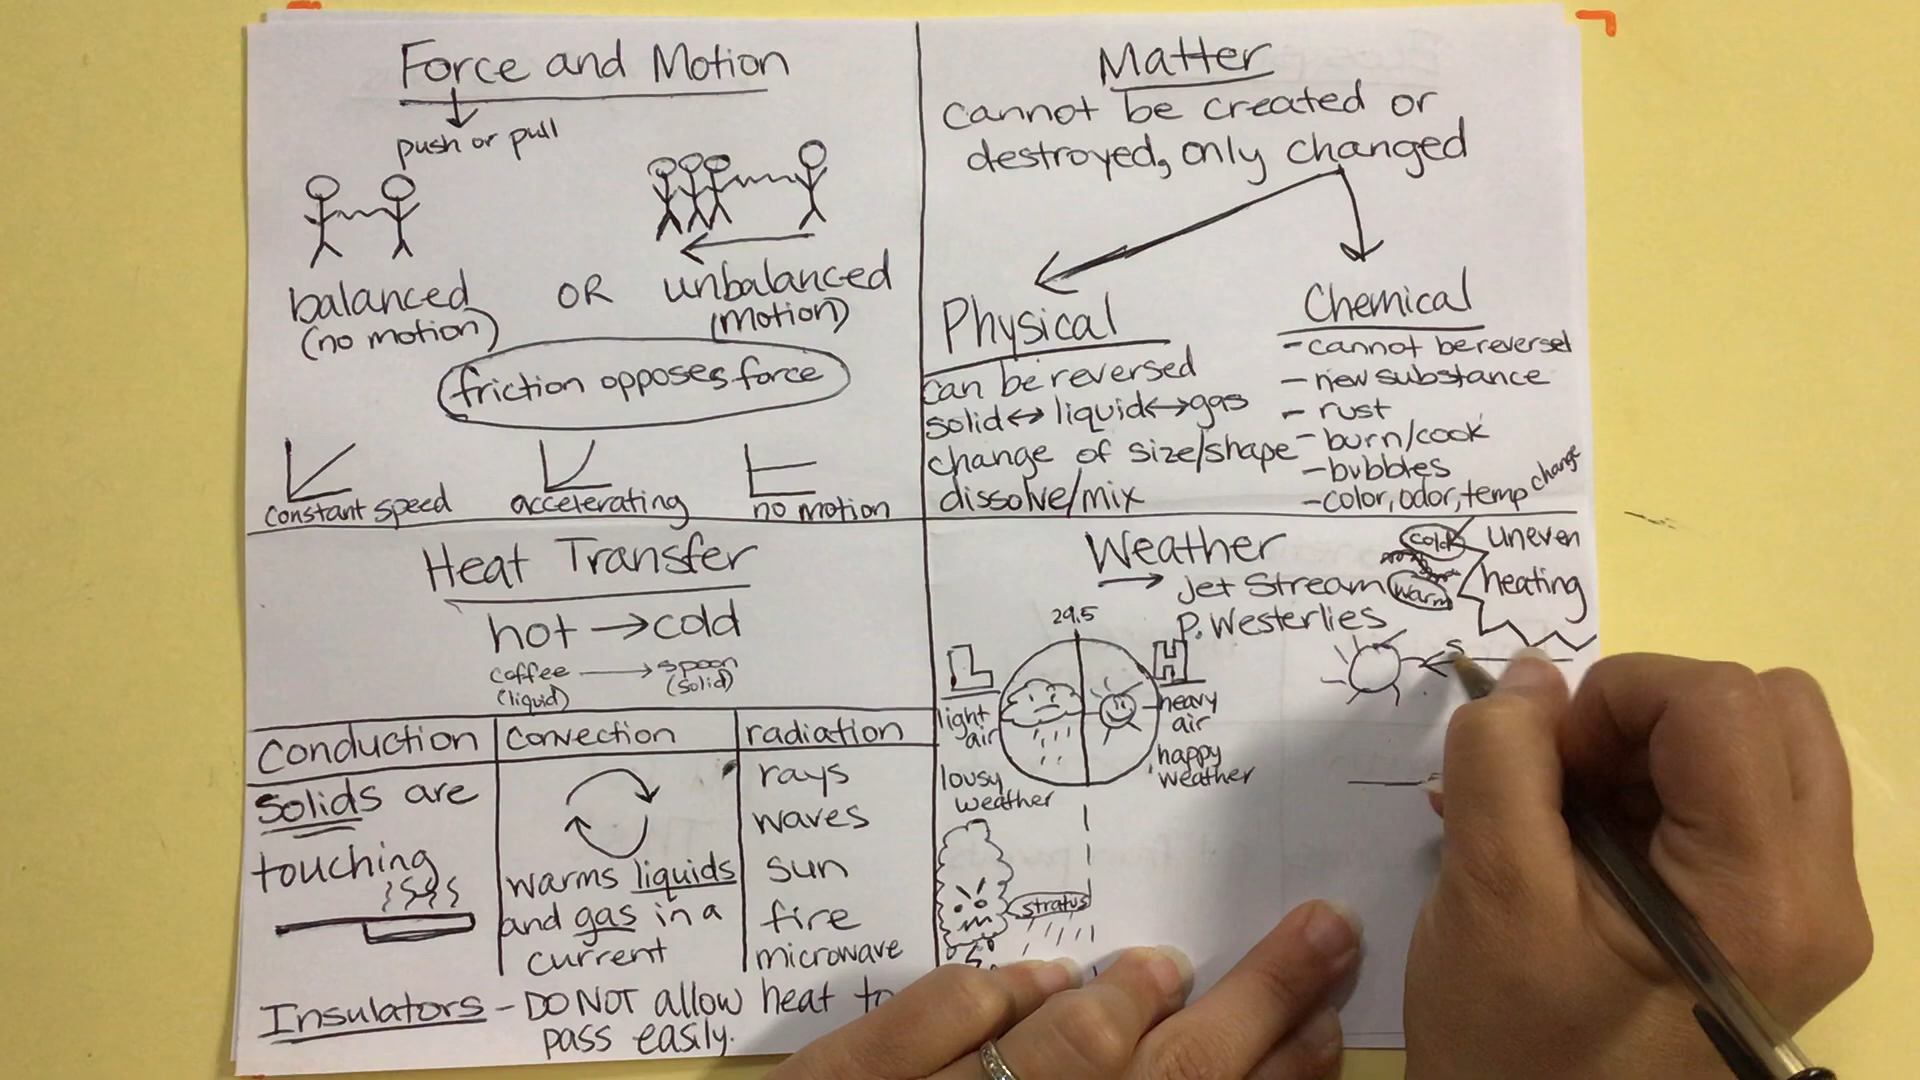 Force and Motion
push or pull
balanced OR unbalanced
(no motion) (motion)
friction opposes force
constant speed accelerating no motion
Matter
cannot be created or
destroyed, only changed
Physical
can be reversed
solid ↔ liquid ↔ gas
change of size/shape
dissolve/mix
Chemical
- cannot be reversed
- new substance
- rust
- burn/cook
- bubbles
- color, odor, temp change
Heat Transfer
hot → cold
coffee → spoon
(liquid) (solid)
conduction convection radiation
solids are
touching
warms liquids
and gas in a
current
rays
waves
sun
fire
microwave
Insulators - DO NOT allow heat to
pass easily.
Weather
→ Jet Stream
P. Westerlies
cold
warm
uneven
heating
29.5
L
light
air
lousy
weather
H
heavy
air
happy
weather
stratus
S